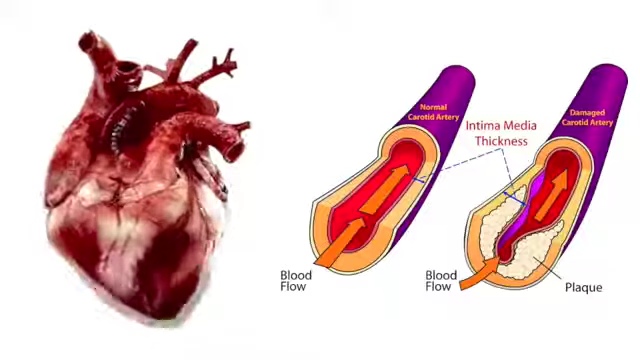 Normal
Carotid Artery
Intima Media
Thickness
Damaged
Carotid Artery
Blood
Flow
Blood
Flow
Plaque